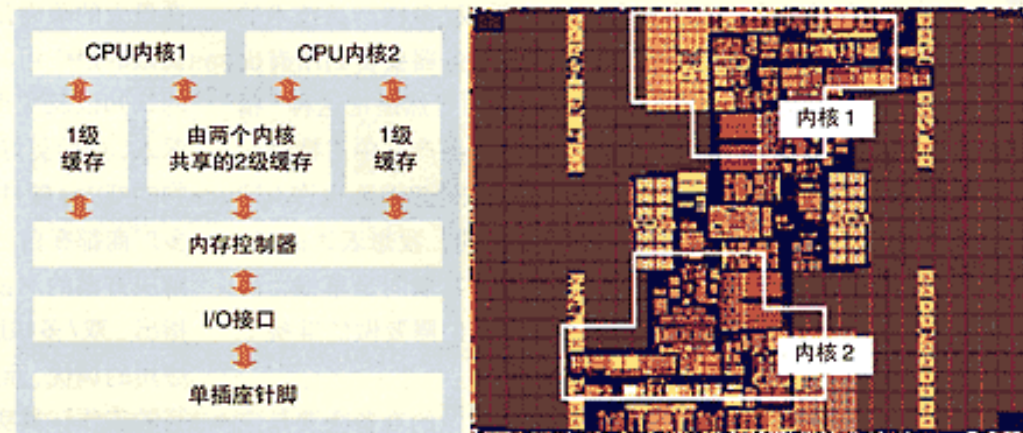 CPU内核1
CPU内核2
1级
缓存
由两个内核
共享的2级缓存
1级
缓存
内存控制器
I/O接口
单插座针脚
内核1
内核2